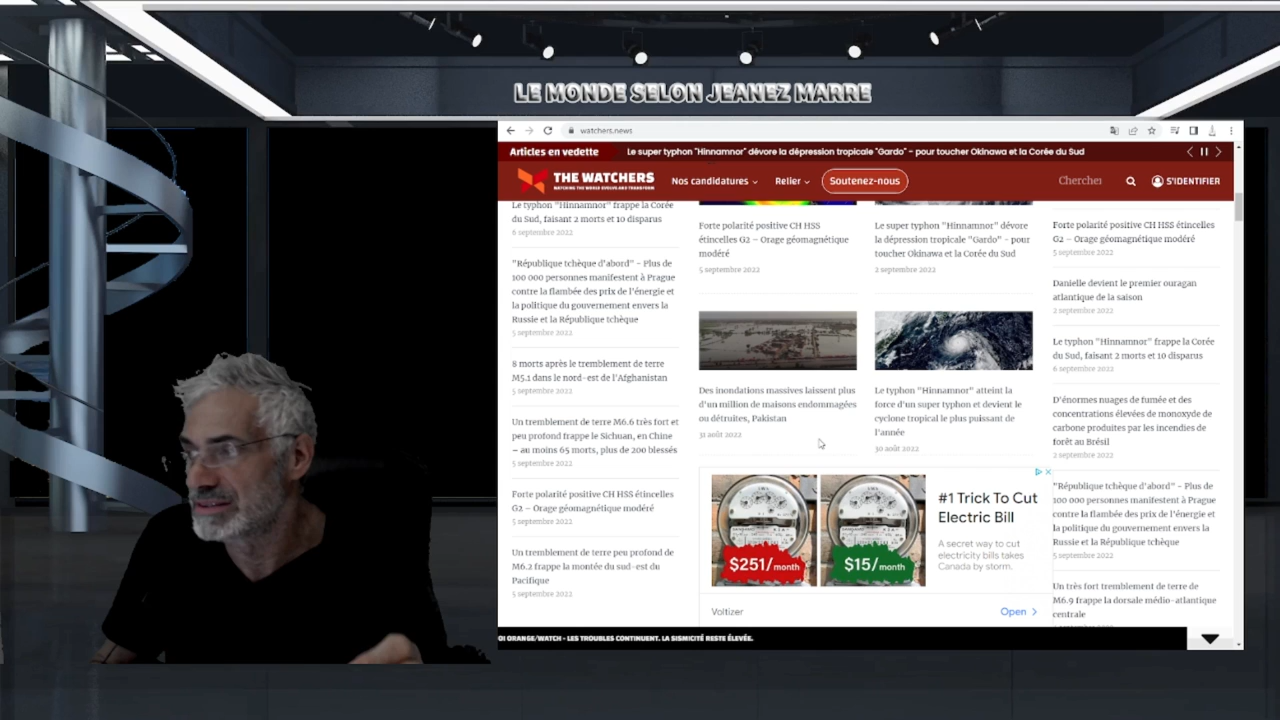 LE MONDE SELON JEANEZ MARRE
watchers.news
Articles en vedette
Le super typhon "Hinnamnor" dévore la dépression tropicale "Gardo" - pour toucher Okinawa et la Corée du Sud
THE WATCHERS
WATCHING THE WORLD EVOLVE AND TRANSFORM
Nos candidatures
Relier
Soutenez-nous
Cherchei
S'IDENTIFIER
Le typhon "Hinnamnor" frappe la Corée
du Sud, faisant 2 morts et 10 disparus
6 septembre 2022
"République tchèque d'abord" - Plus de
100 000 personnes manifestent à Prague
contre la flambée des prix de l'énergie et
la politique du gouvernement envers la
Russie et la République tchèque
5 septembre 2022
8 morts après le tremblement de terre
M5.1 dans le nord-est de l'Afghanistan
5 septembre 2022
Un tremblement de terre M6.6 très fort et
peu profond frappe le Sichuan, en Chine
– au moins 65 morts, plus de 200 blessés
5 septembre 2022
Forte polarité positive CH HSS
étincelles G2 – Orage géomagnétique
modéré
5 septembre 2022
Un tremblement de terre peu profond de
M6.2 frappe la montée du sud-est du
Pacifique
5 septembre 2022
Forte polarité positive CH HSS
étincelles G2 – Orage géomagnétique
modéré
5 septembre 2022
Le super typhon "Hinnamnor" dévore
la dépression tropicale "Gardo" - pour
toucher Okinawa et la Corée du Sud
2 septembre 2022
Des inondations massives laissent plus
d'un million de maisons endommagées
ou détruites, Pakistan
31 août 2022
Le typhon "Hinnamnor" atteint la
force d'un super typhon et devient le
cyclone tropical le plus puissant de
l'année
30 août 2022
$251/month
$15/month
#1 Trick To Cut
Electric Bill
A secret way to cut
electricity bills takes
Canada by storm.
Voltizer
Open
Forte polarité positive CH HSS étincelles
G2 – Orage géomagnétique modéré
5 septembre 2022
Danielle devient le premier ouragan
atlantique de la saison
2 septembre 2022
Le typhon "Hinnamnor" frappe la Corée
du Sud, faisant 2 morts et 10 disparus
6 septembre 2022
D'énormes nuages de fumée et des
concentrations élevées de monoxyde de
carbone produites par les incendies de
forêt au Brésil
2 septembre 2022
"République tchèque d'abord" - Plus de
100 000 personnes manifestent à Prague
contre la flambée des prix de l'énergie et
la politique du gouvernement envers la
Russie et la République tchèque
5 septembre 2022
Un très fort tremblement de terre de
M6.9 frappe la dorsale médio-atlantique
centrale
OI ORANGE/WATCH - LES TROUBLES CONTINUENT. LA SISMICITÉ RESTE ÉLEVÉE.